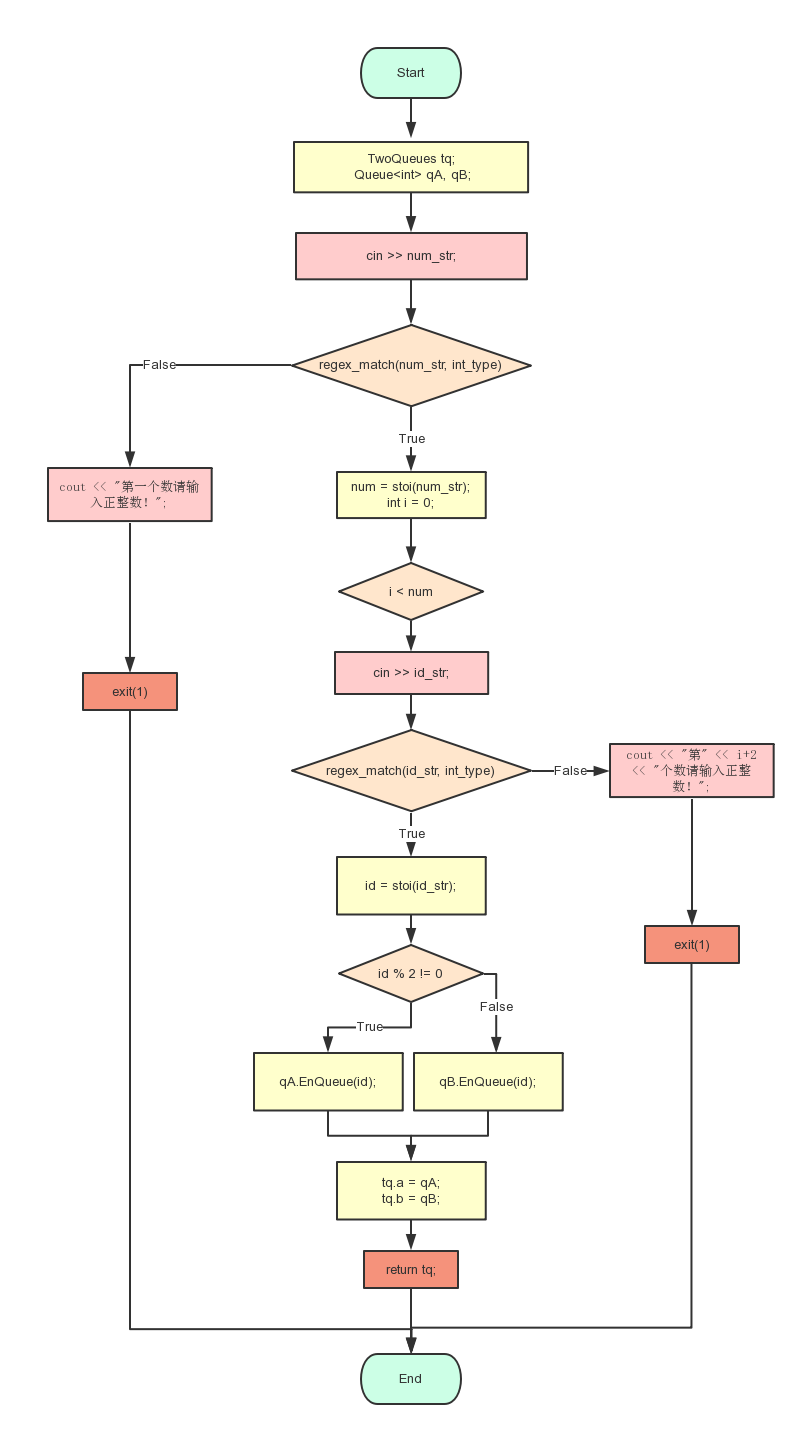 Start
TwoQueues tq;
Queue<int> qA, qB;
cin >> num_str;
regex_match(num_str, int_type)
False
True
cout << "第一个数请输
入正整数！";
num = stoi(num_str);
int i = 0;
i < num
cin >> id_str;
exit(1)
regex_match(id_str, int_type)
False
cout << "第" << i+2
<< "个数请输入正整
数！";
True
id = stoi(id_str);
exit(1)
id % 2 != 0
False
True
qA.EnQueue(id);
qB.EnQueue(id);
tq.a = qA;
tq.b = qB;
return tq;
End